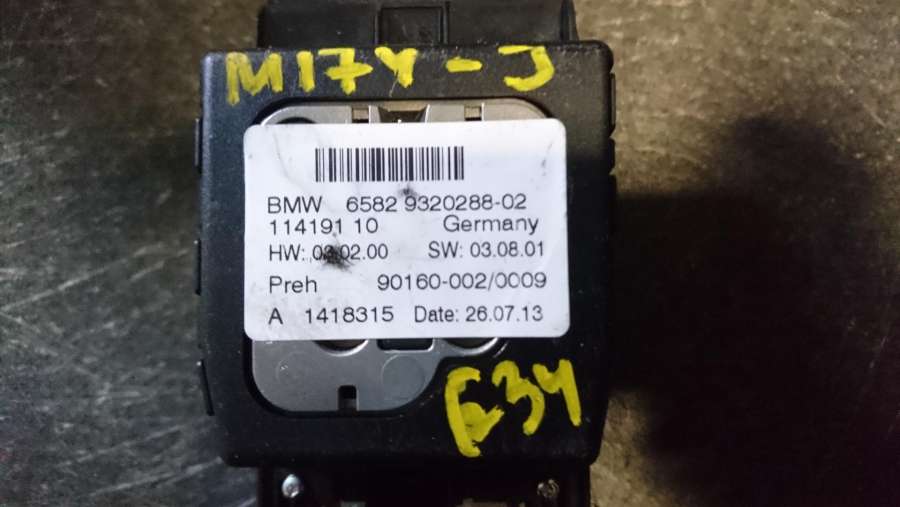 M17Y-J
BMW 6582 9320288-02
114191 10 Germany
HW: 03.02.00 SW: 03.08.01
Preh 90160-002/0009
A 1418315 Date: 26.07.13
E34